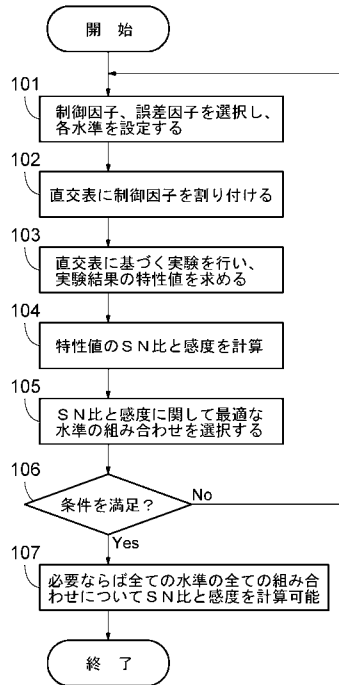 開 始
101
制御因子、誤差因子を選択し、
各水準を設定する
102
直交表に制御因子を割り付ける
103
直交表に基づく実験を行い、
実験結果の特性値を求める
104
特性値のＳＮ比と感度を計算
105
ＳＮ比と感度に関して最適な
水準の組み合わせを選択する
106
条件を満足？
No
Yes
107
必要ならば全ての水準の全ての組み合
わせについてＳＮ比と感度を計算可能
終 了